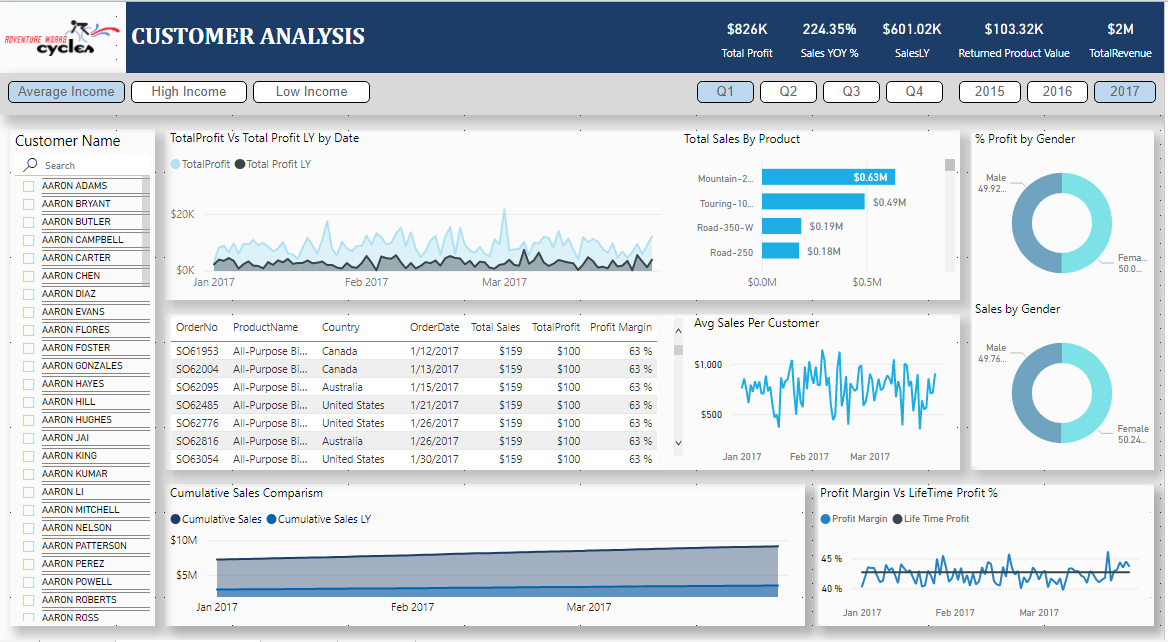 ADVENTURE WORKS
cycles
CUSTOMER ANALYSIS
$826K
Total Profit
224.35%
Sales YOY %
$601.02K
SalesLY
$103.32K
Returned Product Value
$2M
TotalRevenue
Average Income
High Income
Low Income
Q1
Q2
Q3
Q4
2015
2016
2017
Customer Name
Search
AARON ADAMS
AARON BRYANT
AARON BUTLER
AARON CAMPBELL
AARON CARTER
AARON CHEN
AARON DIAZ
AARON EVANS
AARON FLORES
AARON FOSTER
AARON GONZALES
AARON HAYES
AARON HILL
AARON HUGHES
AARON JAI
AARON KING
AARON KUMAR
AARON LI
AARON MITCHELL
AARON NELSON
AARON PATTERSON
AARON PEREZ
AARON POWELL
AARON ROBERTS
AARON ROSS
TotalProfit Vs Total Profit LY by Date
TotalProfit Total Profit LY
$20K
$0K
Jan 2017 Feb 2017 Mar 2017
Total Sales By Product
Mountain-2... $0.63M
Touring-10... $0.49M
Road-350-W $0.19M
Road-250 $0.18M
$0.0M $0.5M
% Profit by Gender
Male
49.92...
Fema...
50.0...
Sales by Gender
Male
49.76...
Female
50.24...
OrderNo ProductName Country OrderDate Total Sales TotalProfit Profit Margin
SO61953 All-Purpose Bi... Canada 1/12/2017 $159 $100 63 %
SO62004 All-Purpose Bi... Canada 1/13/2017 $159 $100 63 %
SO62095 All-Purpose Bi... Australia 1/15/2017 $159 $100 63 %
SO62485 All-Purpose Bi... United States 1/21/2017 $159 $100 63 %
SO62776 All-Purpose Bi... United States 1/26/2017 $159 $100 63 %
SO62816 All-Purpose Bi... Australia 1/26/2017 $159 $100 63 %
SO63054 All-Purpose Bi... United States 1/30/2017 $159 $100 63 %
Avg Sales Per Customer
$1,000
$500
Jan 2017 Feb 2017 Mar 2017
Cumulative Sales Comparism
Cumulative Sales Cumulative Sales LY
$10M
$5M
Jan 2017 Feb 2017 Mar 2017
Profit Margin Vs LifeTime Profit %
Profit Margin Life Time Profit
45 %
40 %
Jan 2017 Feb 2017 Mar 2017